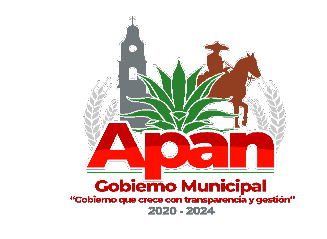 Apan
Gobierno Municipal
"Gobierno que crece con transparencia y gestión"
2020 - 2024